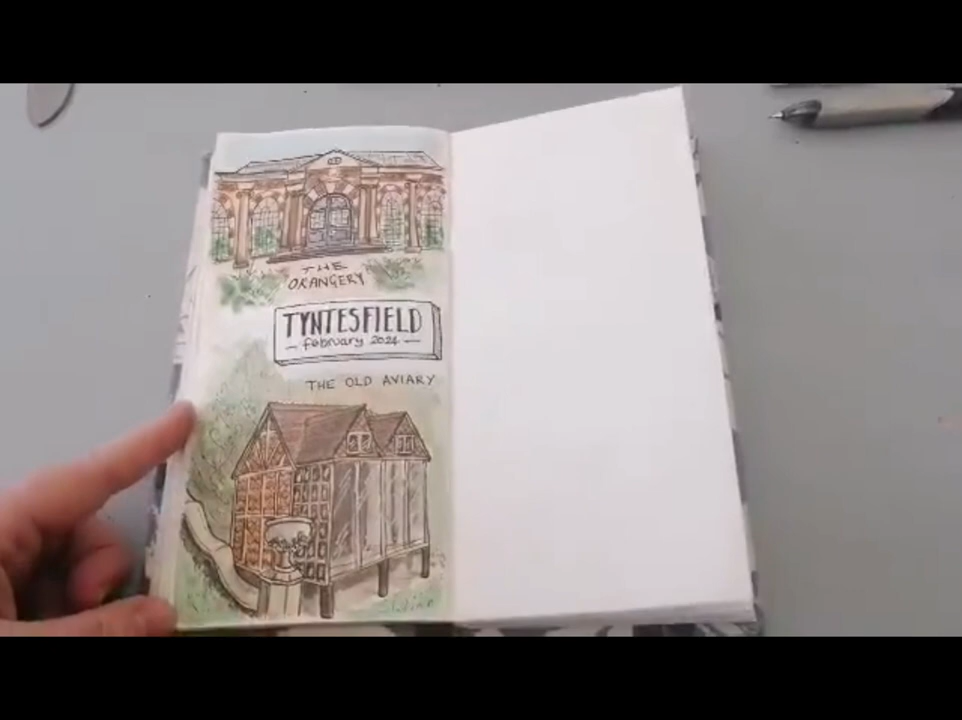 THE
ORANGERY
TYNTESFIELD
- february 2024 -
THE OLD AVIARY